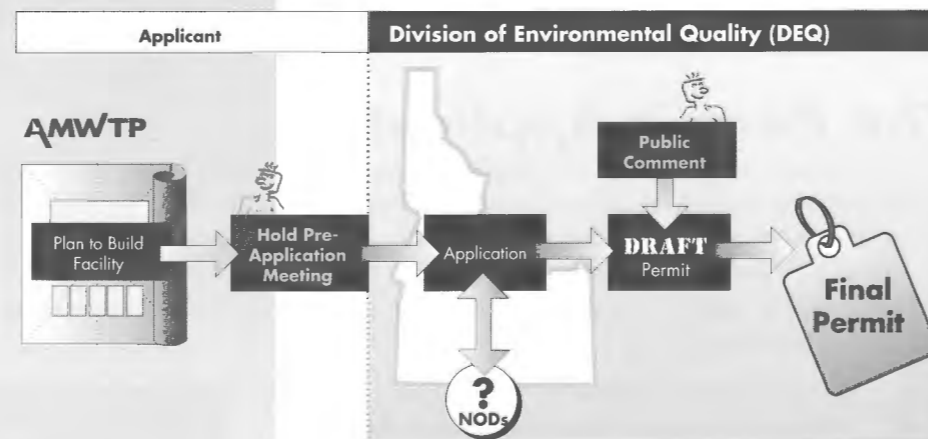 Applicant
Division of Environmental Quality (DEQ)
AMWTP
Plan to Build
Facility
Hold Pre-
Application
Meeting
Application
?
NODs
Public
Comment
DRAFT
Permit
Final
Permit